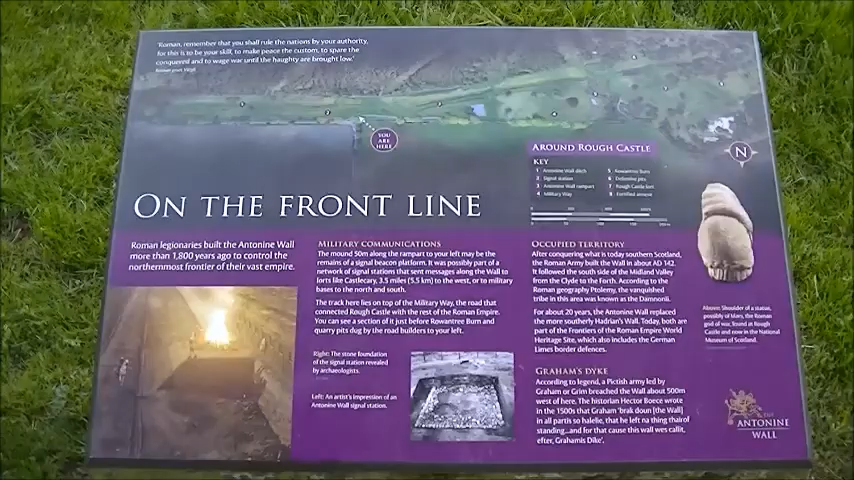 'Roman, remember that you shall rule the nations by your authority,
for this is to be your skill, to make peace the custom, to spare the
conquered and to wage war until the haughty are brought low.'
Roman poet Virgil
YOU
ARE
HERE
AROUND ROUGH CASTLE
KEY
1 Antonine Wall ditch
2 Signal station
3 Antonine Wall rampart
4 Military Way
5 Rowantree Burn
6 Defensive pits
7 Rough Castle fort
8 Fortified annexe
N
ON THE FRONT LINE
Roman legionaries built the Antonine Wall
more than 1,800 years ago to control the
northernmost frontier of their vast empire.
MILITARY COMMUNICATIONS
The mound 50m along the rampart to your left may be the
remains of a signal beacon platform. It was possibly part of a
network of signal stations that sent messages along the Wall to
forts like Castlecary, 3.5 miles (5.5 km) to the west, or to military
bases to the north and south.
The track here lies on top of the Military Way, the road that
connected Rough Castle with the rest of the Roman Empire.
You can see a section of it just before Rowantree Burn and
quarry pits dug by the road builders to your left.
Right: The stone foundation
of the signal station revealed
by archaeologists.
Left: An artist's impression of an
Antonine Wall signal station.
OCCUPIED TERRITORY
After conquering what is today southern Scotland,
the Roman Army built the Wall in about AD 142.
It followed the south side of the Midland Valley
from the Clyde to the Forth. According to the
Roman geography Ptolemy, the vanquished
tribe in this area was known as the Damnonii.
For about 20 years, the Antonine Wall replaced
the more southerly Hadrian's Wall. Today, both are
part of the Frontiers of the Roman Empire World
Heritage Site, which also includes the German
Limes border defences.
GRAHAM'S DYKE
According to legend, a Pictish army led by
Graham or Grim breached the Wall about 500m
west of here. The historian Hector Boece wrote
in the 1500s that Graham 'brak doun [the Wall]
in all partis so halelie, that he left na thing thairof
standing...and for that cause this wall wes callit,
efter, Grahamis Dike'.
Above: Shoulder of a statue,
possibly of Mars, the Roman
god of war, found at Rough
Castle and now in the National
Museum of Scotland.
THE
ANTONINE
WALL